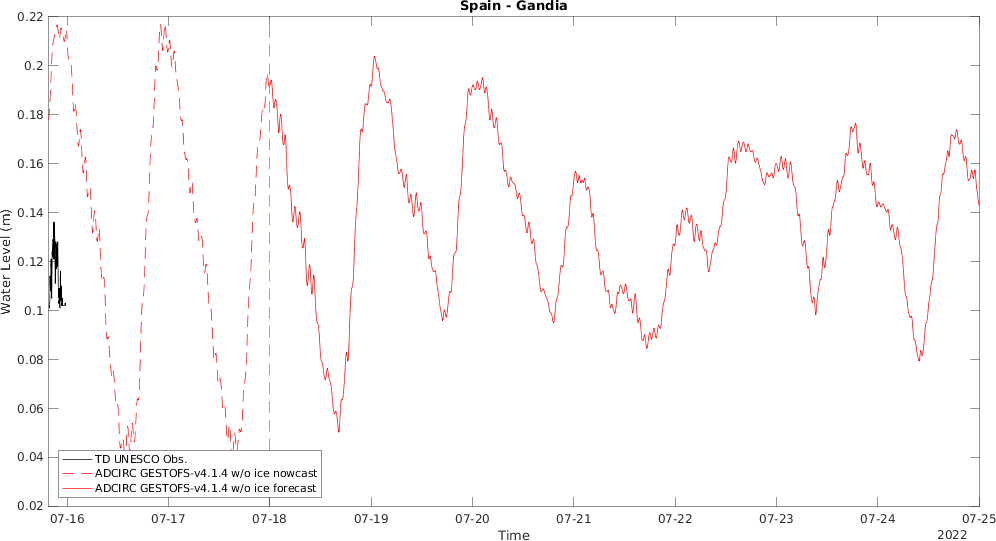 Spain - Gandia
Water Level (m)
0.22
0.2
0.18
0.16
0.14
0.12
0.1
0.08
0.06
0.04
0.02
TD UNESCO Obs.
ADCIRC GESTOFS-v4.1.4 w/o ice nowcast
ADCIRC GESTOFS-v4.1.4 w/o ice forecast
07-16 07-17 07-18 07-19 07-20 07-21 07-22 07-23 07-24 07-25
Time
2022